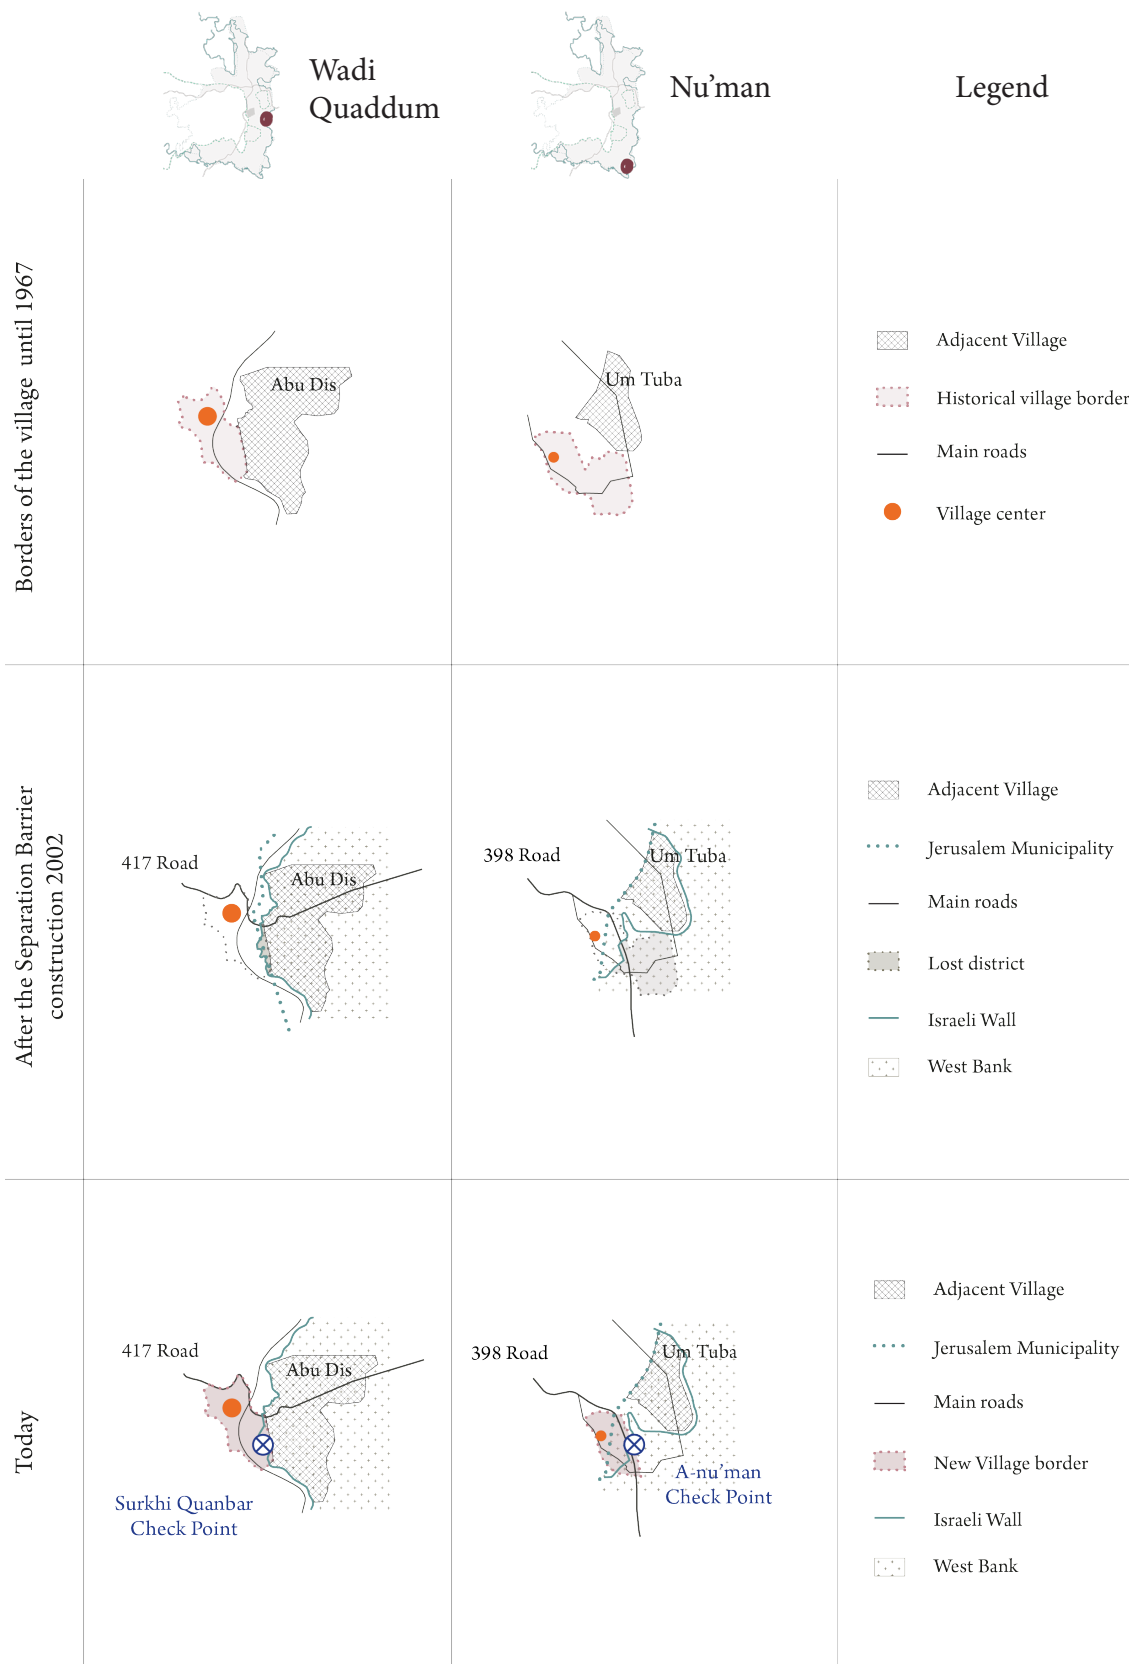 Wadi
Quaddum
Nu’man
Legend
Borders of the village until 1967
Abu Dis
Um Tuba
Adjacent Village
Historical village border
Main roads
Village center
After the Separation Barrier
construction 2002
417 Road
Abu Dis
398 Road
Um Tuba
Adjacent Village
Jerusalem Municipality
Main roads
Lost district
Israeli Wall
West Bank
Today
417 Road
Abu Dis
Surkhi Quanbar
Check Point
398 Road
Um Tuba
A-nu’man
Check Point
Adjacent Village
Jerusalem Municipality
Main roads
New Village border
Israeli Wall
West Bank